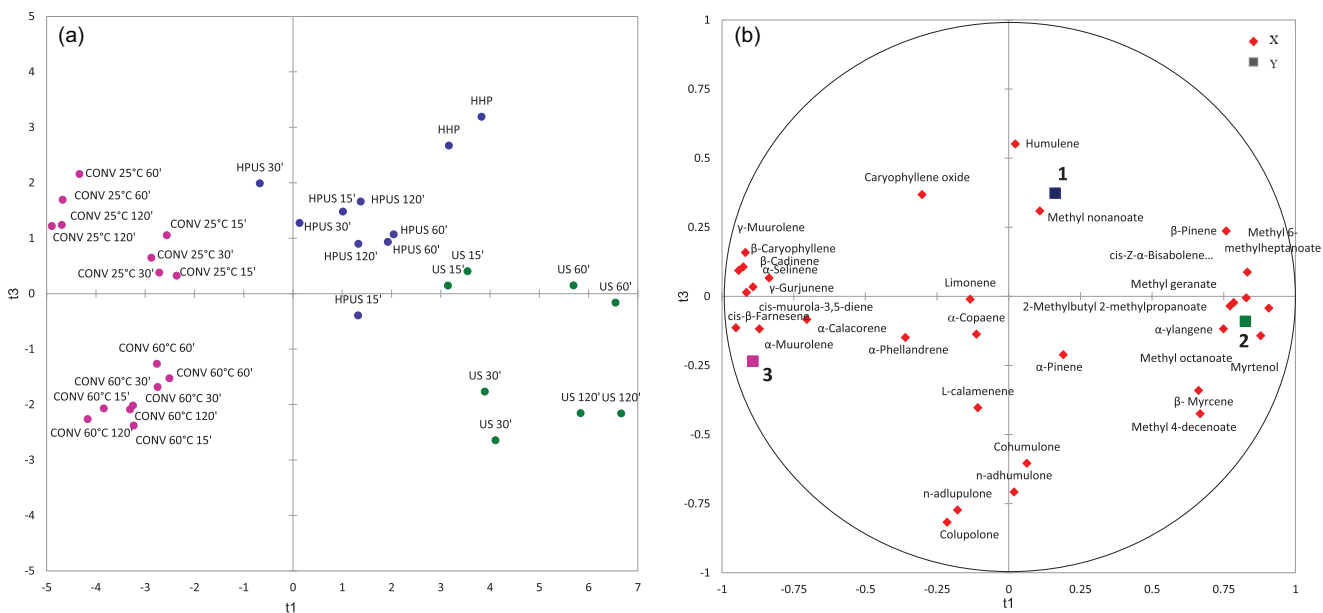 (a)
5
4
3
2
1
0
-1
-2
-3
-4
-5
t3
-5 -4 -3 -2 -1 0 1 2 3 4 5 6 7
t1
HHP
HHP
CONV 25°C 60'
HPUS 30'
CONV 25°C 60'
HPUS 15'
HPUS 120'
CONV 25°C 120'
CONV 25°C 15'
CONV 25°C 120'
HPUS 30'
HPUS 60'
CONV 25°C 30'
HPUS 120'
HPUS 60'
US 15'
CONV 25°C 30'
CONV 25°C 15'
US 15'
US 60'
US 60'
HPUS 15'
CONV 60°C 60'
CONV 60°C 60'
CONV 60°C 30'
US 30'
CONV 60°C 15'
CONV 60°C 30'
US 120'
US 120'
CONV 60°C 120'
CONV 60°C 120'
US 30'
CONV 60°C 15'
(b)
1
0.75
0.5
0.25
0
-0.25
-0.5
-0.75
-1
t3
-1 -0.75 -0.5 -0.25 0 0.25 0.5 0.75 1
t1
X
Y
Humulene
Caryophyllene oxide
1
Methyl nonanoate
γ-Muurolene
β-Pinene
Methyl 6-
methylheptanoate
β-Caryophyllene
cis-Z-α-Bisabolene...
β-Cadinene
α-Selinene
γ-Gurjunene
Limonene
Methyl geranate
cis-muurola-3,5-diene
2-Methylbutyl 2-methylpropanoate
cis-β-Farnesene
α-Calacorene
α-Copaene
α-ylangene
2
α-Muurolene
α-Phellandrene
3
α-Pinene
Methyl octanoate
Myrtenol
L-calamenene
β- Myrcene
Methyl 4-decenoate
Cohumulone
n-adhumulone
n-adlupulone
Colupolone